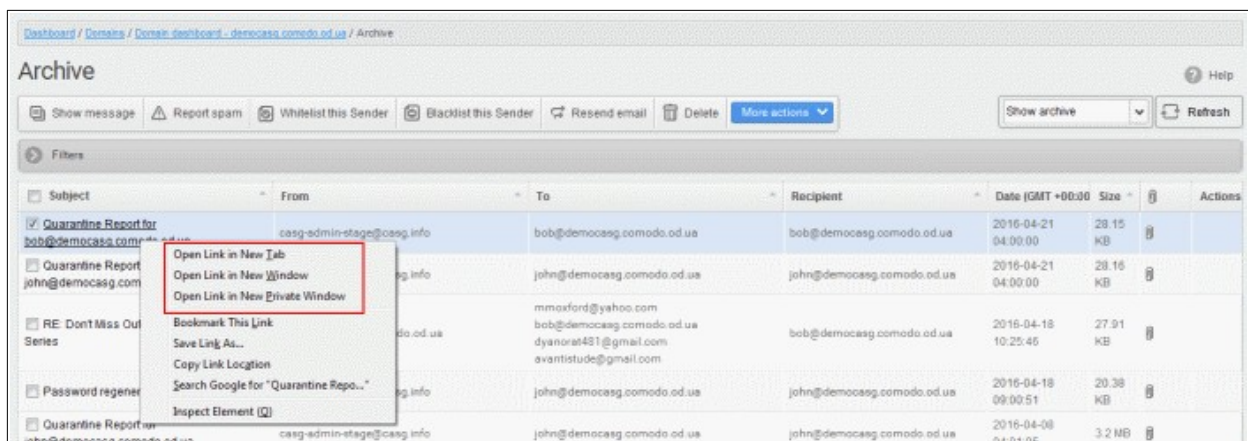 Dashboard / Domains / Domain dashboard - democasg.comodo.od.ua / Archive
Archive
Help
Show message Report spam Whitelist this Sender Blacklist this Sender Resend email Delete More actions Show archive Refresh
Filters
Subject From To Recipient Date (GMT +00:00 Size Actions
Quarantine Report for
bob@democasg.comodo.od.ua
casg-admin-stage@casg.info
bob@democasg.comodo.od.ua
bob@democasg.comodo.od.ua
2016-04-21
04:00:00
28.15
KB
Open Link in New Tab
Open Link in New Window
Open Link in New Private Window
Bookmark This Link
Save Link As...
Copy Link Location
Search Google for "Quarantine Repo..."
Inspect Element (Q)
Quarantine Report
john@democasg.com
sg.info
john@democasg.comodo.od.ua
john@democasg.comodo.od.ua
2016-04-21
04:00:00
28.16
KB
RE: Don't Miss Out
Series
do.od.ua
mmoxford@yahoo.com
bob@democasg.comodo.od.ua
dyanorat481@gmail.com
avantistude@gmail.com
bob@democasg.comodo.od.ua
2016-04-18
10:25:46
27.91
KB
Password regener
sg.info
john@democasg.comodo.od.ua
john@democasg.comodo.od.ua
2016-04-18
09:00:51
20.38
KB
Quarantine Report for
casg-admin-stage@casg.info
john@democasg.comodo.od.ua
john@democasg.comodo.od.ua
2016-04-08
3.2 MB